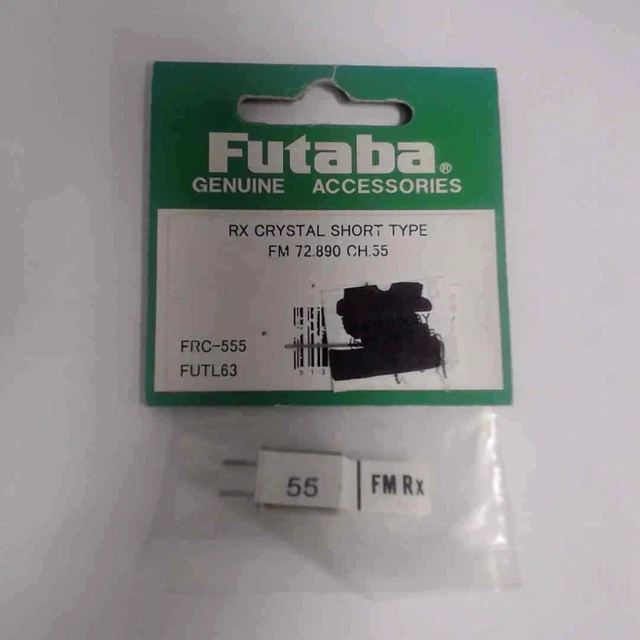 Futaba®
GENUINE ACCESSORIES
RX CRYSTAL SHORT TYPE
FM 72.890 CH.55
FRC-555
FUTL63
55
FM Rx